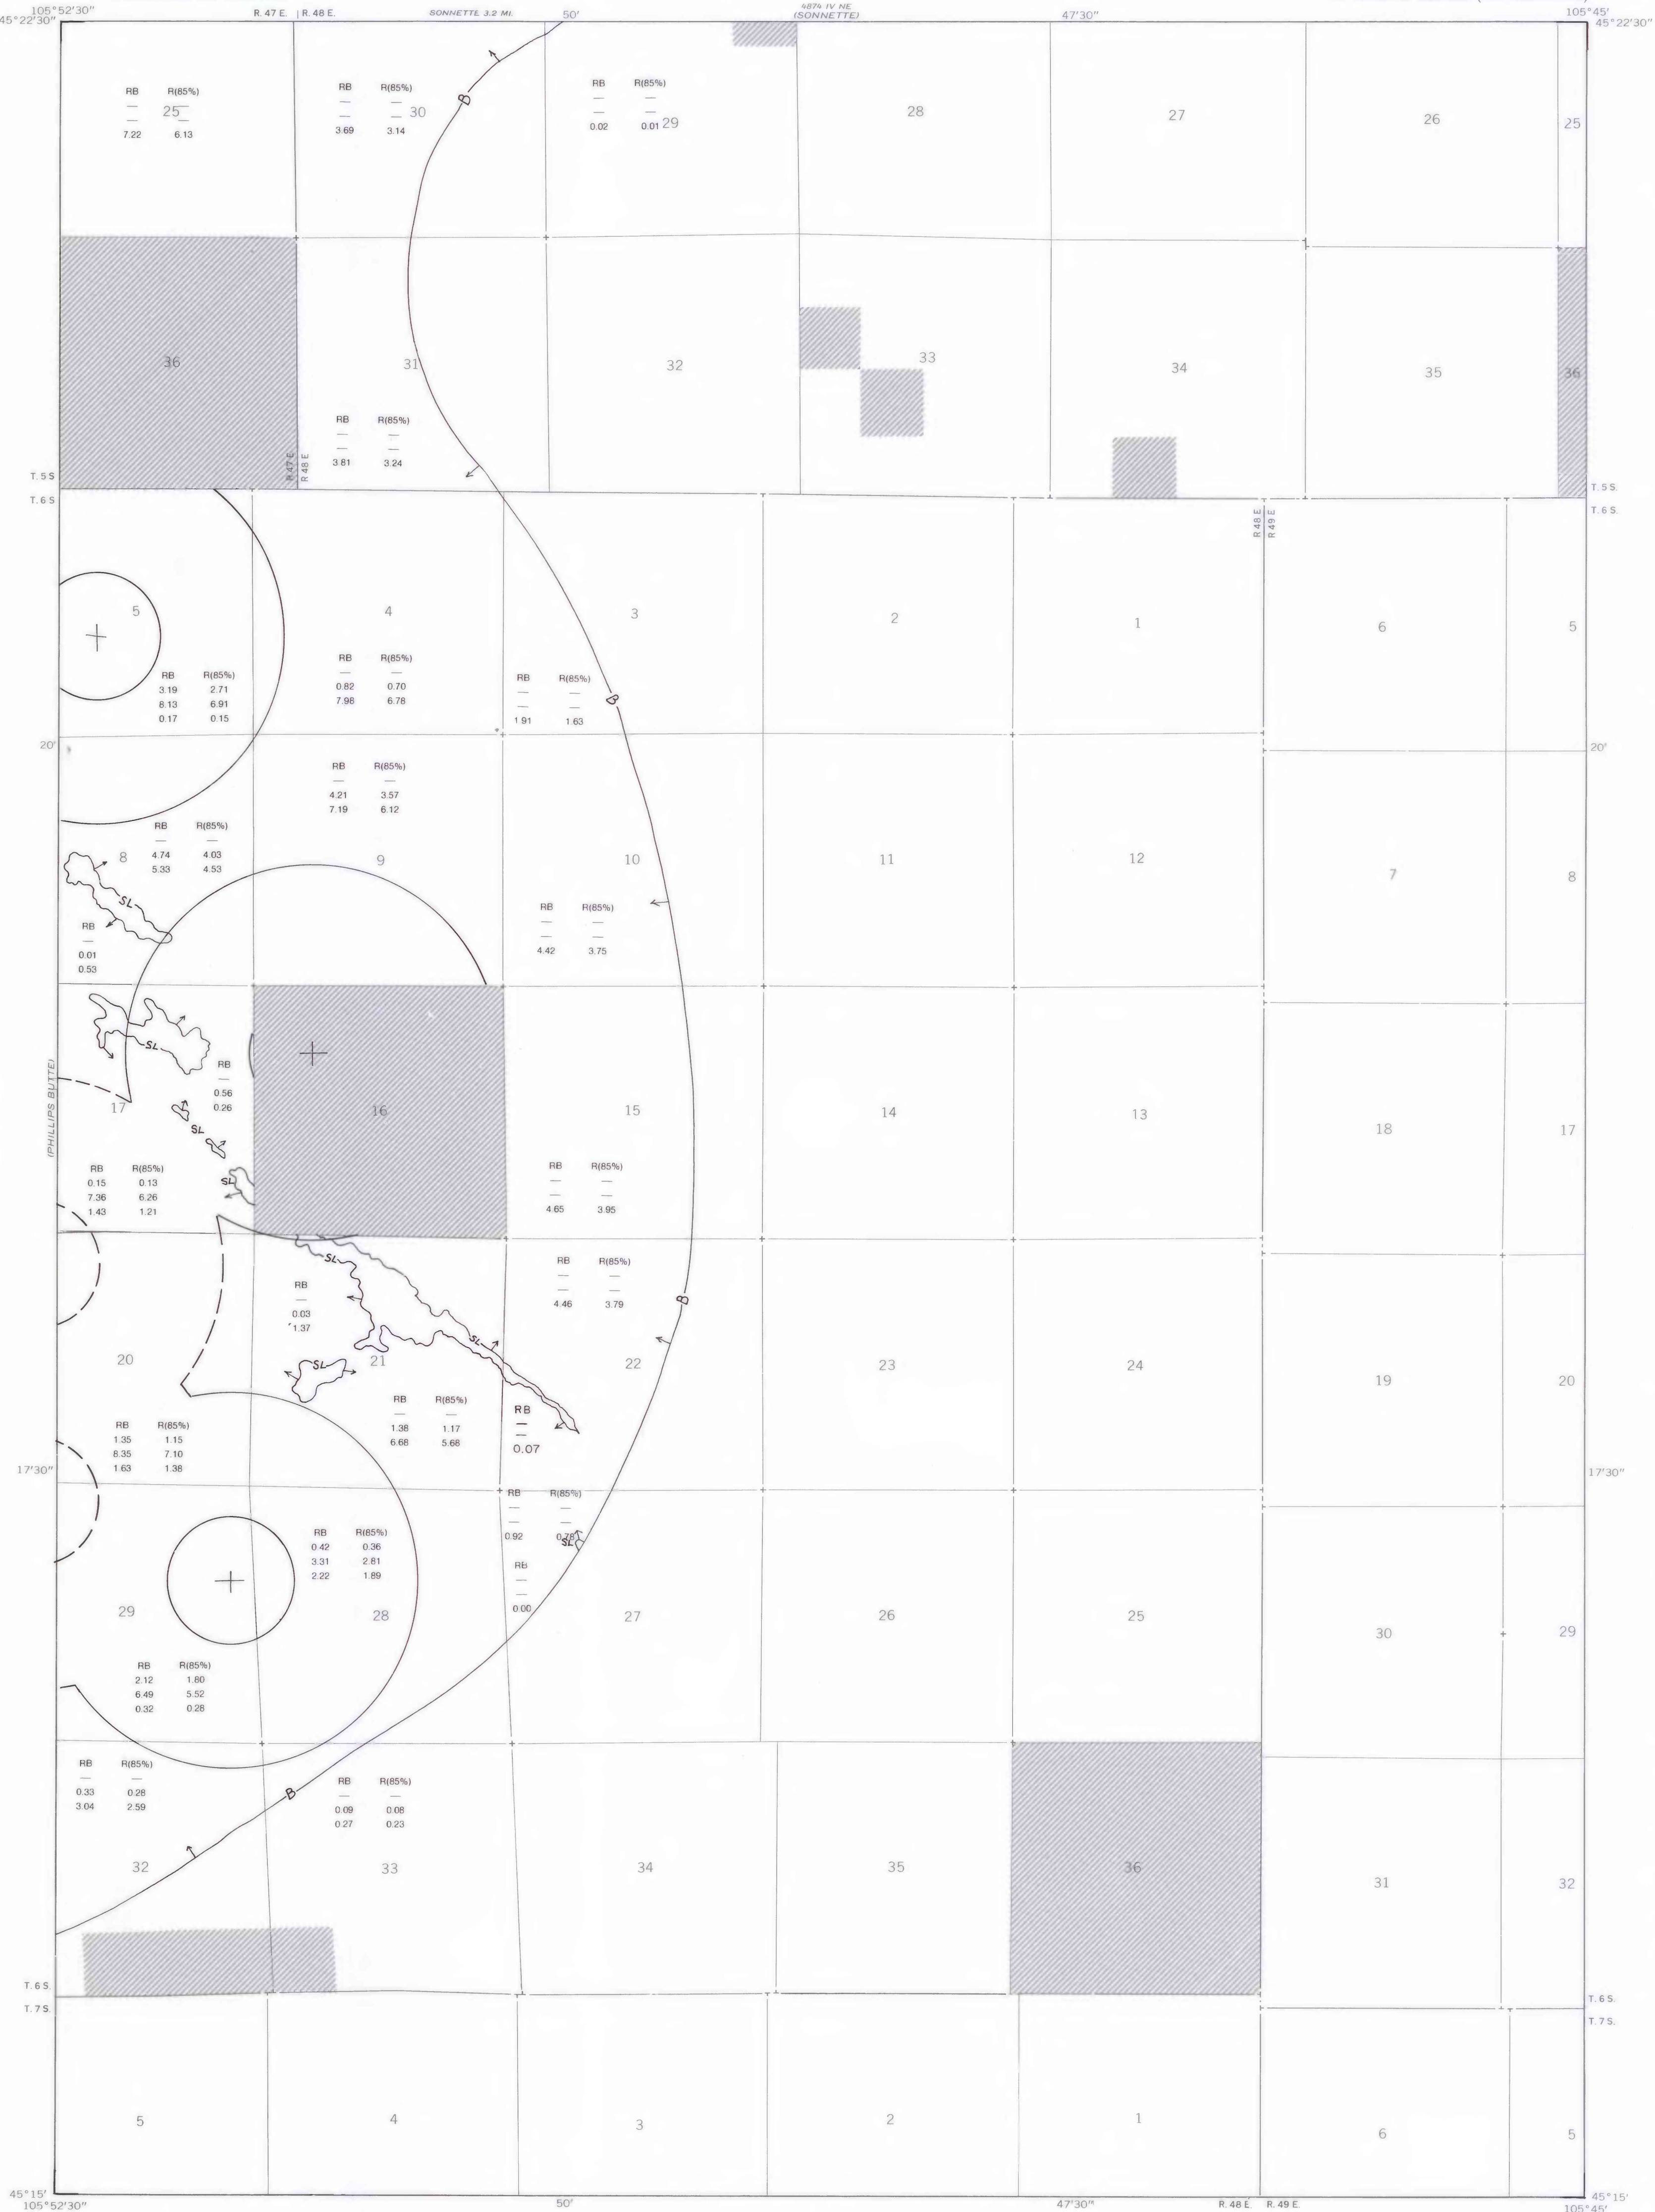 105°52'30" R. 47 E. | R. 48 E. SONNETTE 3.2 MI. 50' 4874 IV NE 47'30" 105°45'
45°22'30" (SONNETTE) 45°22'30"
RB R(85%) RB R(85%) RB R(85%)
— — — — — —
— — — — — —
7.22 6.13 3.69 3.14 0.02 0.01
25 30 B 29 28 27 26 25
36 31 32 33 34 35 36
RB R(85%)
— —
— —
3.81 3.24
R 47 E
R 48 E
T. 5 S T. 5 S.
T. 6 S T. 6 S.
R 48 E
R 49 E
5 4 3 2 1 6 5
RB R(85%)
3.19 2.71
8.13 6.91
0.17 0.15
RB R(85%)
— —
0.82 0.70
7.98 6.78
RB R(85%)
— —
— —
1.91 1.63
B
20' 20'
RB R(85%)
— —
4.21 3.57
7.19 6.12
RB R(85%)
— —
4.74 4.03
5.33 4.53
8 9 10 11 12 7 8
SL
RB
—
0.01
0.53
RB R(85%)
— —
— —
4.42 3.75
(PHILLIPS BUTTE)
SL
RB
—
0.56
0.26
17 16 15 14 13 18 17
SL
SL
RB R(85%)
0.15 0.13
7.36 6.26
1.43 1.21
RB R(85%)
— —
— —
4.65 3.95
SL
RB R(85%)
— —
— —
4.46 3.79
RB
—
0.03
1.37
B
SL
SL
20 21 22 23 24 19 20
RB R(85%)
— —
1.38 1.17
6.68 5.68
RB
—
—
0.07
RB R(85%)
1.35 1.15
8.35 7.10
1.63 1.38
17'30" 17'30"
RB R(85%)
— —
— —
0.92 0.78
SL
RB R(85%)
0.42 0.36
3.31 2.81
2.22 1.89
RB
—
—
0.00
29 28 27 26 25 30 29
RB R(85%)
2.12 1.80
6.49 5.52
0.32 0.28
RB R(85%)
— —
0.33 0.28
3.04 2.59
B
RB R(85%)
— —
0.09 0.08
0.27 0.23
32 33 34 35 36 31 32
T. 6 S. T. 6 S.
T. 7 S. T. 7 S.
5 4 3 2 1 6 5
45°15' 45°15'
105°52'30" 50' 47'30" R. 48 E. R. 49 E. 105°45'